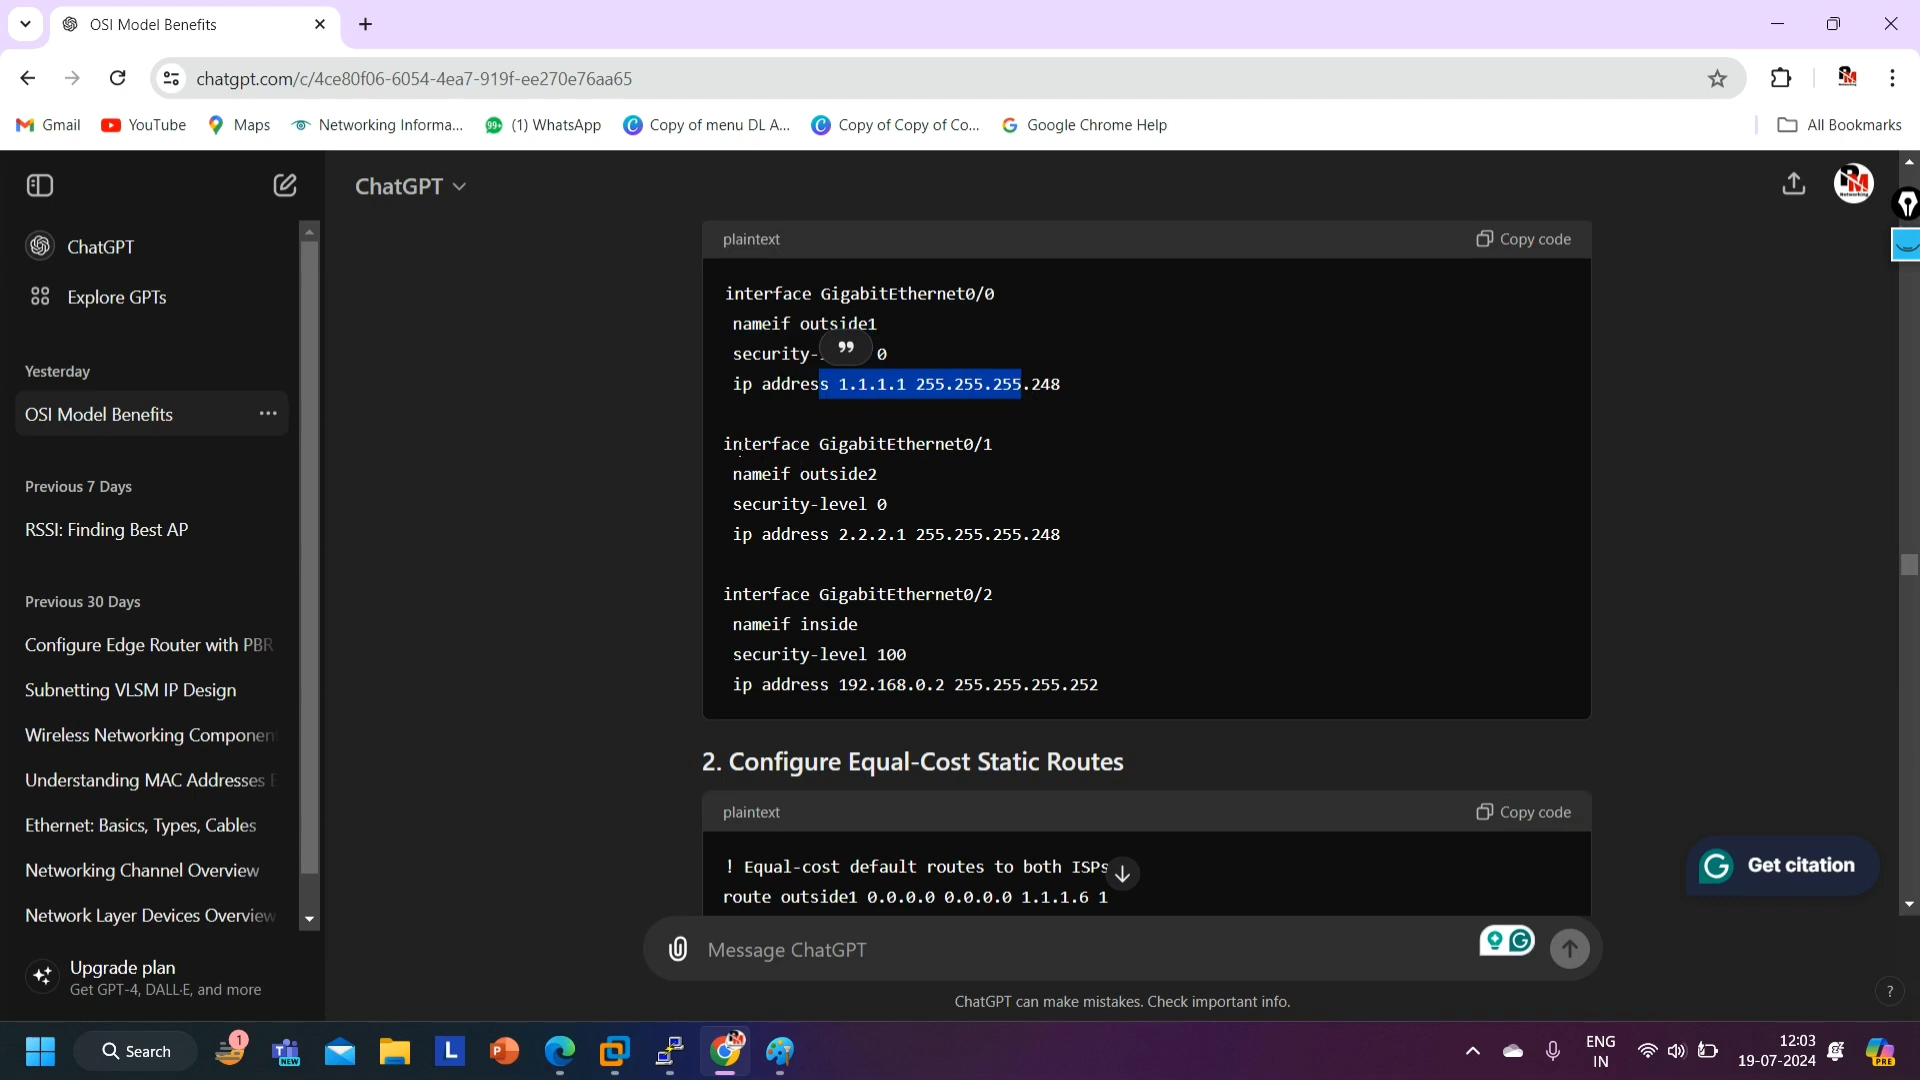 OSI Model Benefits
chatgpt.com/c/4ce80f06-6054-4ea7-919f-ee270e76aa65
Gmail
YouTube
Maps
Networking Informa...
99+
(1) WhatsApp
Copy of menu DL A...
Copy of Copy of Co...
Google Chrome Help
All Bookmarks
ChatGPT
ChatGPT
Explore GPTs
Yesterday
OSI Model Benefits
Previous 7 Days
RSSI: Finding Best AP
Previous 30 Days
Configure Edge Router with PBR
Subnetting VLSM IP Design
Wireless Networking Componen
Understanding MAC Addresses
Ethernet: Basics, Types, Cables
Networking Channel Overview
Network Layer Devices Overview
Upgrade plan
Get GPT-4, DALL·E, and more
plaintext
Copy code
interface GigabitEthernet0/0
nameif outside1
security- 0
ip address 1.1.1.1 255.255.255.248
interface GigabitEthernet0/1
nameif outside2
security-level 0
ip address 2.2.2.1 255.255.255.248
interface GigabitEthernet0/2
nameif inside
security-level 100
ip address 192.168.0.2 255.255.255.252
2. Configure Equal-Cost Static Routes
plaintext
Copy code
! Equal-cost default routes to both ISPs
route outside1 0.0.0.0 0.0.0.0 1.1.1.6 1
Get citation
Message ChatGPT
ChatGPT can make mistakes. Check important info.
?
Search
1
NEW
L
P
ENG
IN
12:03
19-07-2024
PRE